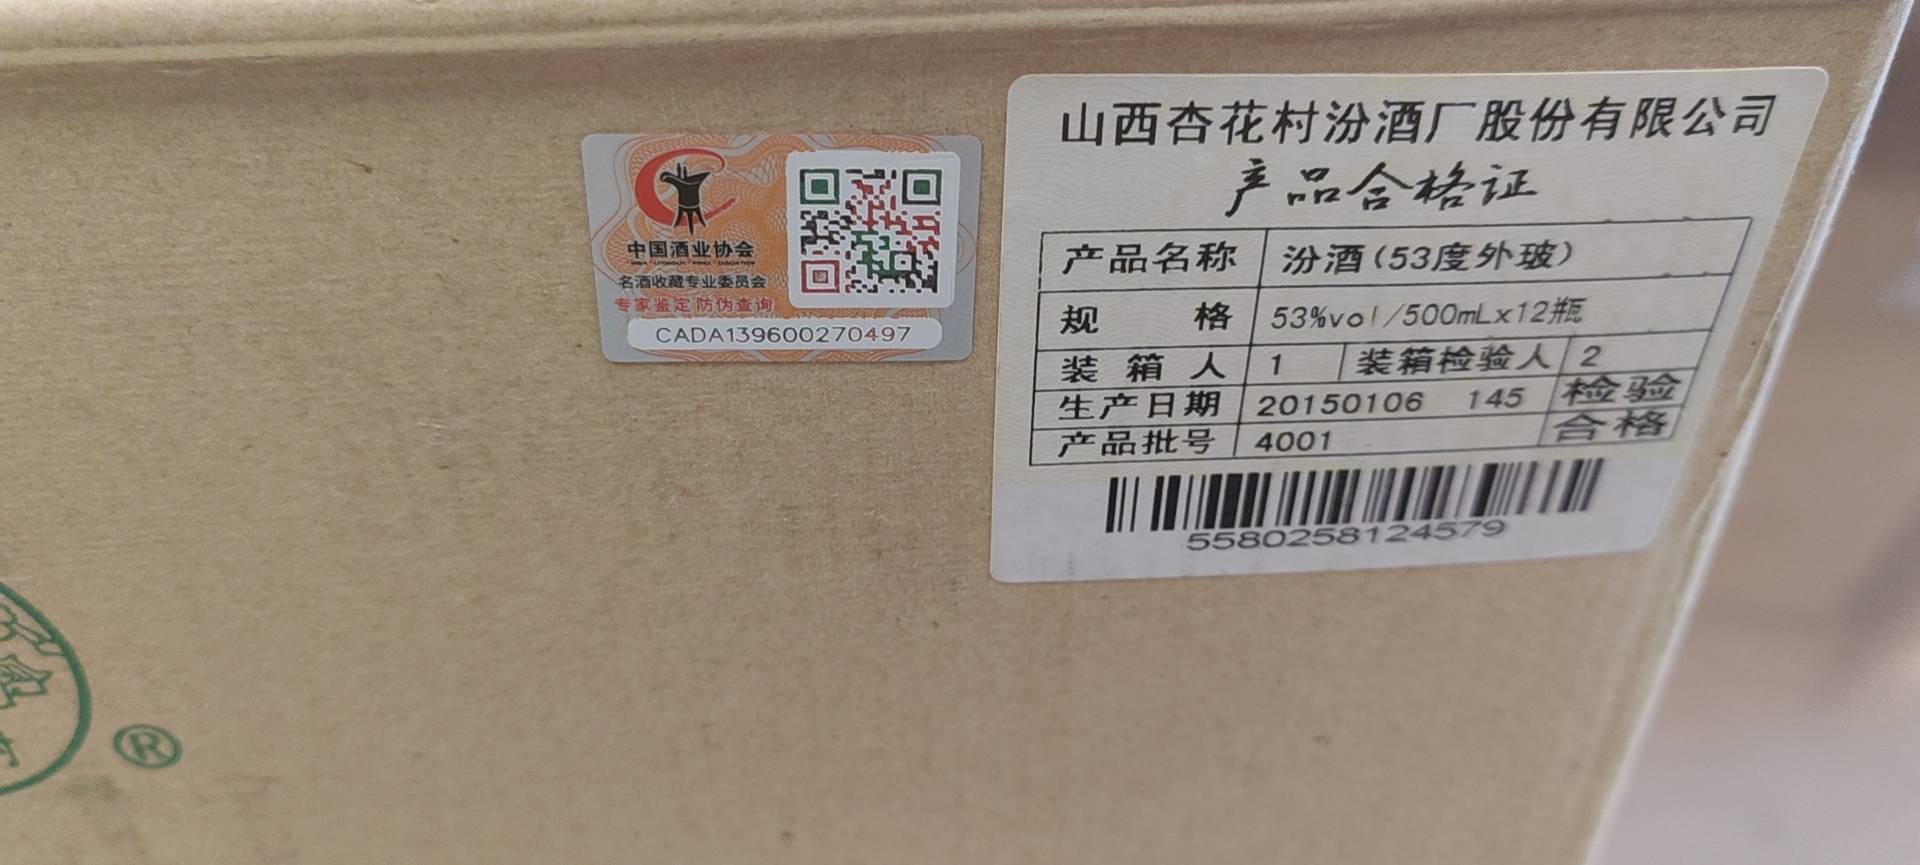 中国酒业协会
名酒收藏专业委员会
专家鉴定 防伪查询
CADA139600270497
山西杏花村汾酒厂股份有限公司
产品合格证
产品名称 汾酒(53度外玻)
规格 53%vol/500mLx12瓶
装箱人 1 装箱检验人 2
生产日期 20150106 145 检验
产品批号 4001 合格
5580258124579
®